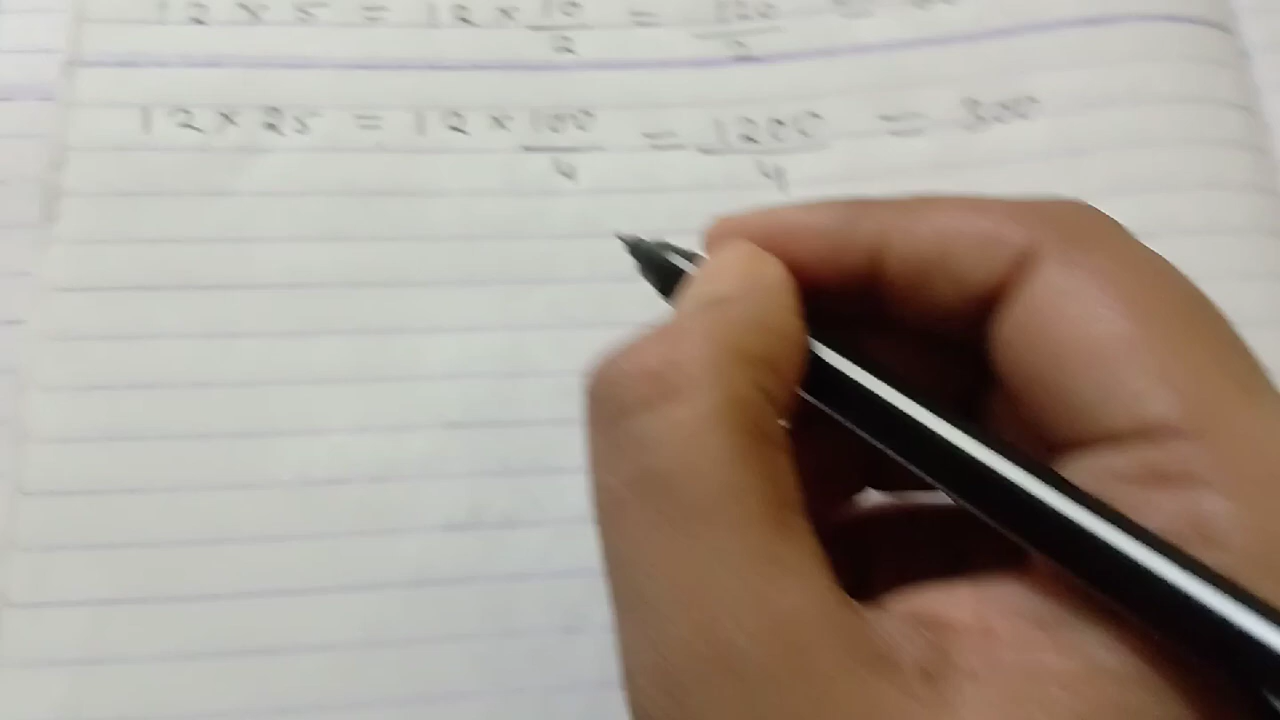 12 × 5 = 12 × 10/2 = 120/2 =
12 × 25 = 12 × 100/4 = 1200/4 = 300